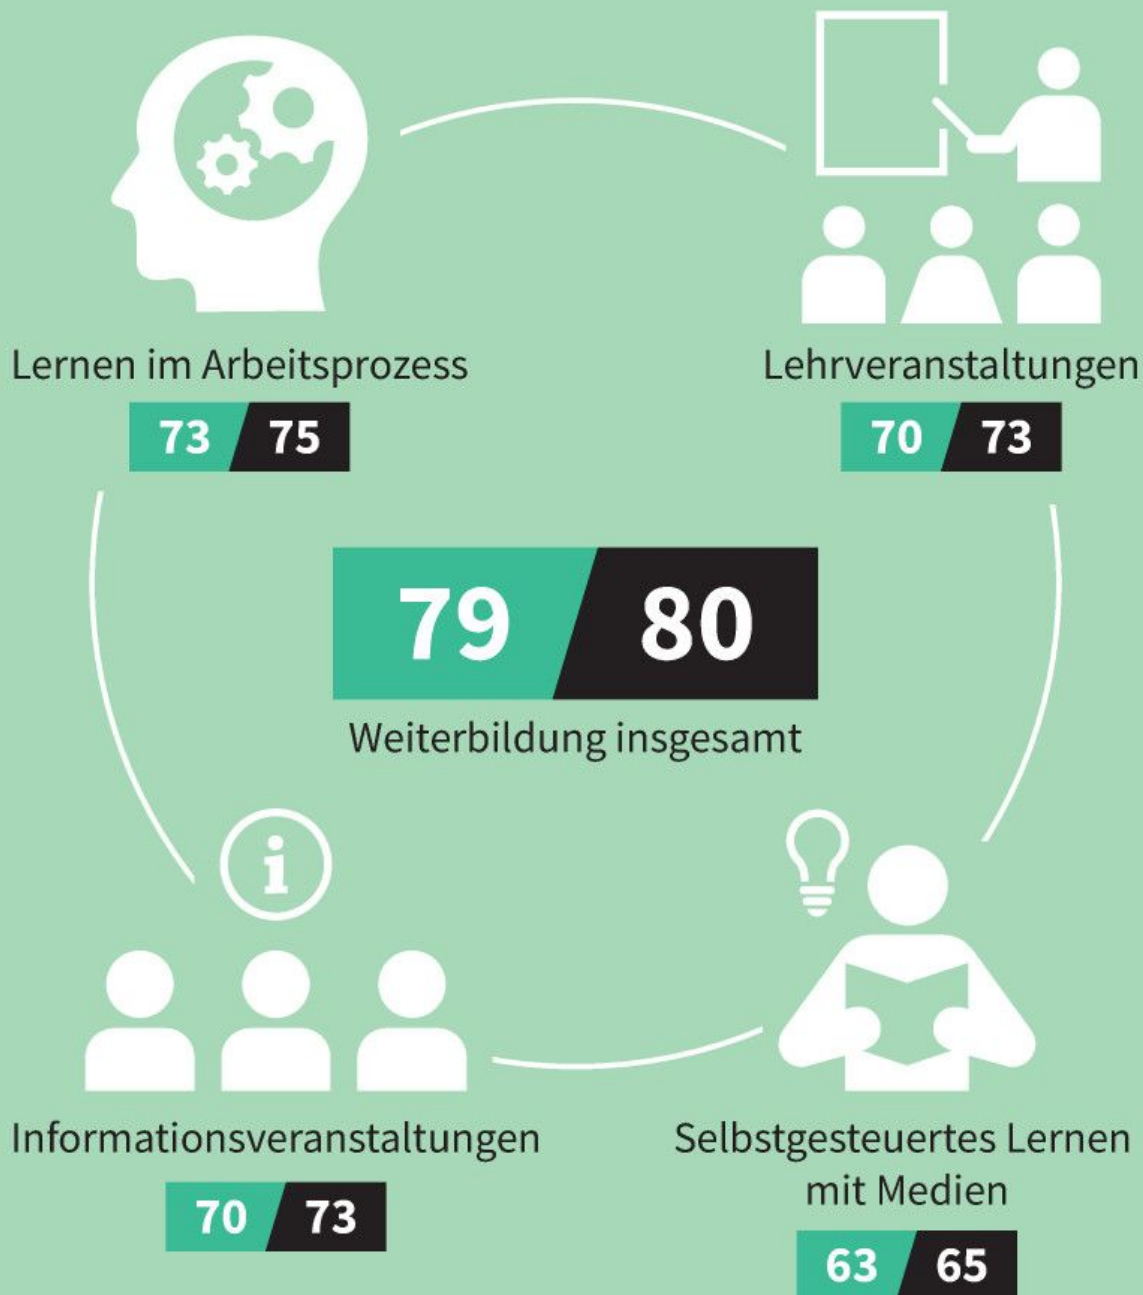 Lernen im Arbeitsprozess
73 75
Lehrveranstaltungen
70 73
79 80
Weiterbildung insgesamt
i
Informationsveranstaltungen
70 73
Selbstgesteuertes Lernen
mit Medien
63 65